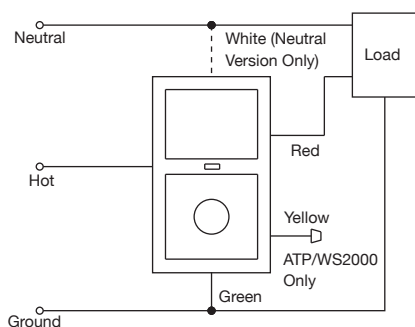 Neutral
White (Neutral
Version Only)
Load
Red
Hot
Yellow
ATP/WS2000
Only
Green
Ground